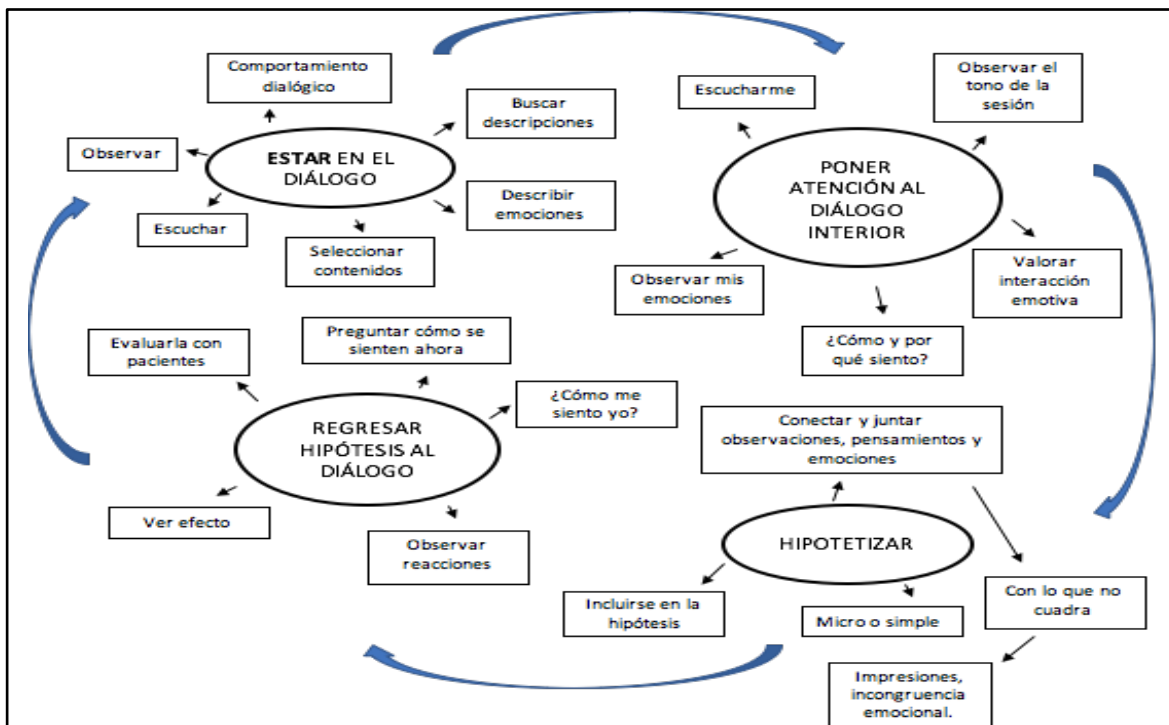 Comportamiento
dialógico
Buscar
descripciones
Observar
ESTAR EN EL
DIÁLOGO
Describir
emociones
Escuchar
Seleccionar
contenidos
Escucharme
Observar el
tono de la
sesión
PONER
ATENCIÓN AL
DIÁLOGO
INTERIOR
Observar mis
emociones
Valorar
interacción
emotiva
¿Cómo y por
qué siento?
Evaluarla con
pacientes
Preguntar cómo se
sienten ahora
¿Cómo me
siento yo?
REGRESAR
HIPÓTESIS AL
DIÁLOGO
Ver efecto
Observar
reacciones
Conectar y juntar
observaciones, pensamientos y
emociones
HIPOTETIZAR
Incluirse en la
hipótesis
Micro o simple
Con lo que no
cuadra
Impresiones,
incongruencia
emocional.